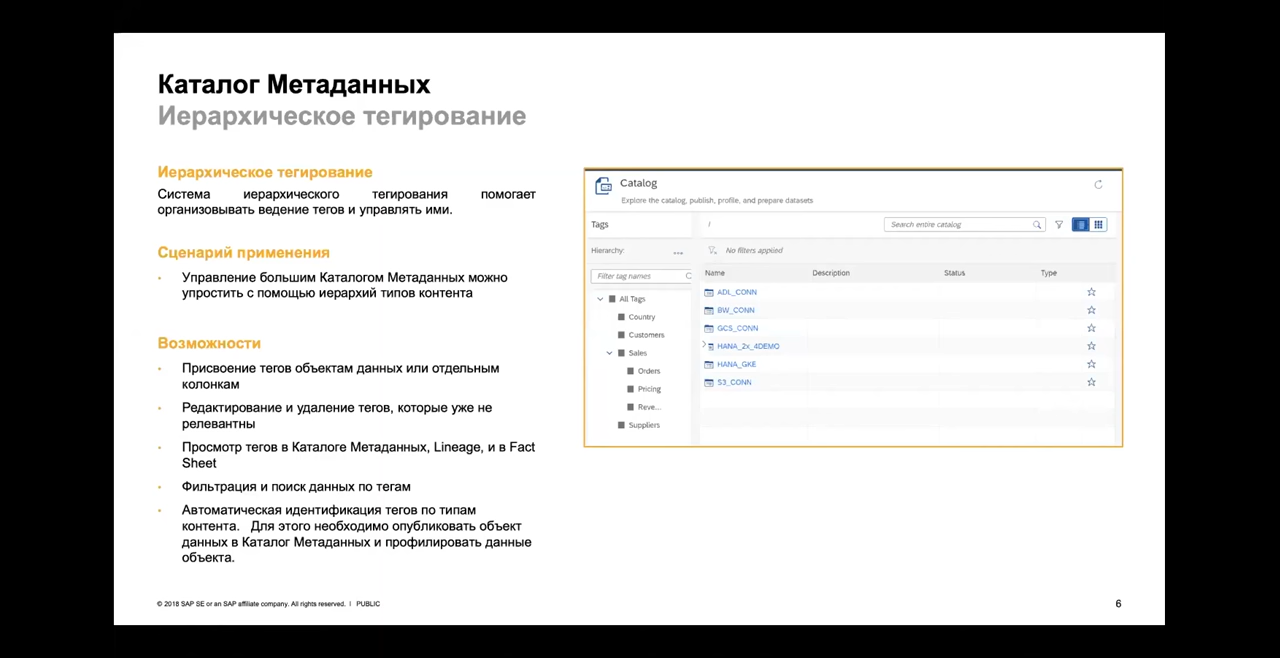 Каталог Метаданных
Иерархическое тегирование
Иерархическое тегирование
Система иерархического тегирования помогает
организовывать ведение тегов и управлять ими.
Сценарий применения
Управление большим Каталогом Метаданных можно
упростить с помощью иерархий типов контента
Возможности
Присвоение тегов объектам данных или отдельным
колонкам
Редактирование и удаление тегов, которые уже не
релевантны
Просмотр тегов в Каталоге Метаданных, Lineage, и в Fact
Sheet
Фильтрация и поиск данных по тегам
Автоматическая идентификация тегов по типам
контента. Для этого необходимо опубликовать объект
данных в Каталог Метаданных и профилировать данные
объекта.
Catalog
Explore the catalog, publish, profile, and prepare datasets
Tags
/
Search entire catalog
Hierarchy:
...
No filters applied
Filter tag names
Name Description Status Type
All Tags
Country
Customers
Sales
Orders
Pricing
Reve...
Suppliers
ADL_CONN
BW_CONN
GCS_CONN
HANA_2x_4DEMO
HANA_GKE
S3_CONN
© 2018 SAP SE or an SAP affiliate company. All rights reserved. I PUBLIC
6